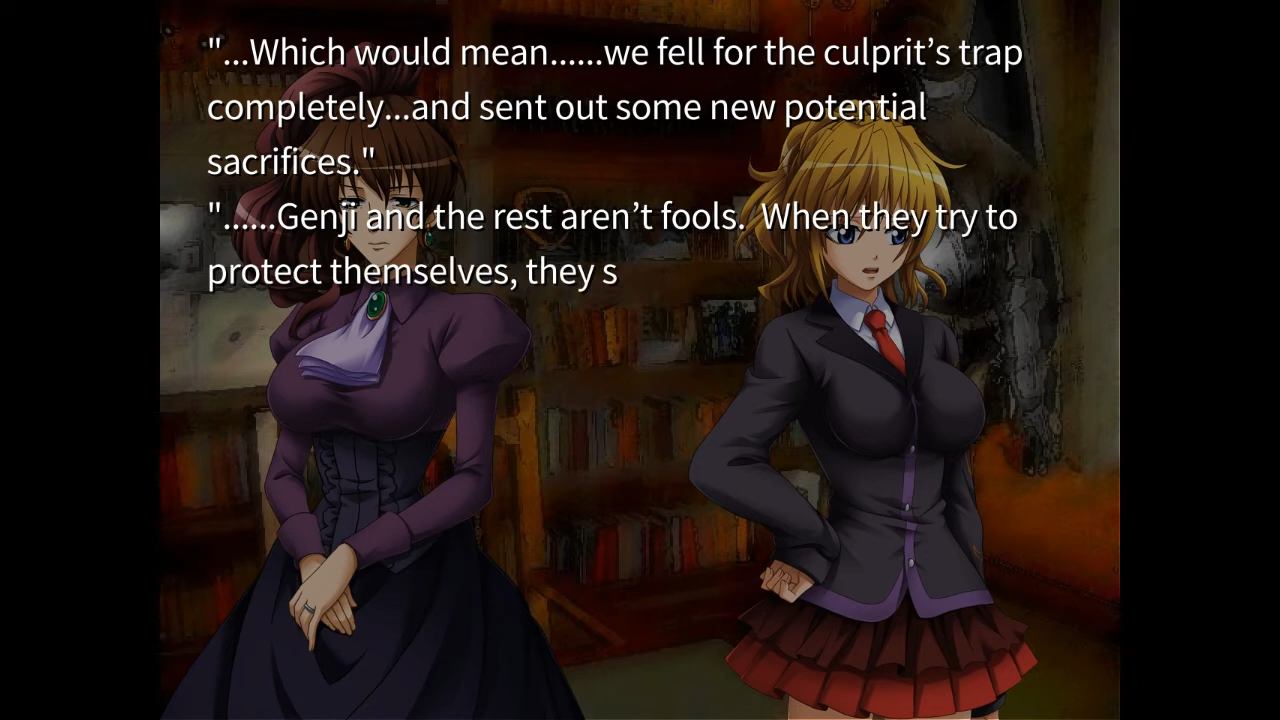 "...Which would mean......we fell for the culprit’s trap
completely...and sent out some new potential
sacrifices."
"......Genji and the rest aren’t fools.  When they try to
protect themselves, they s